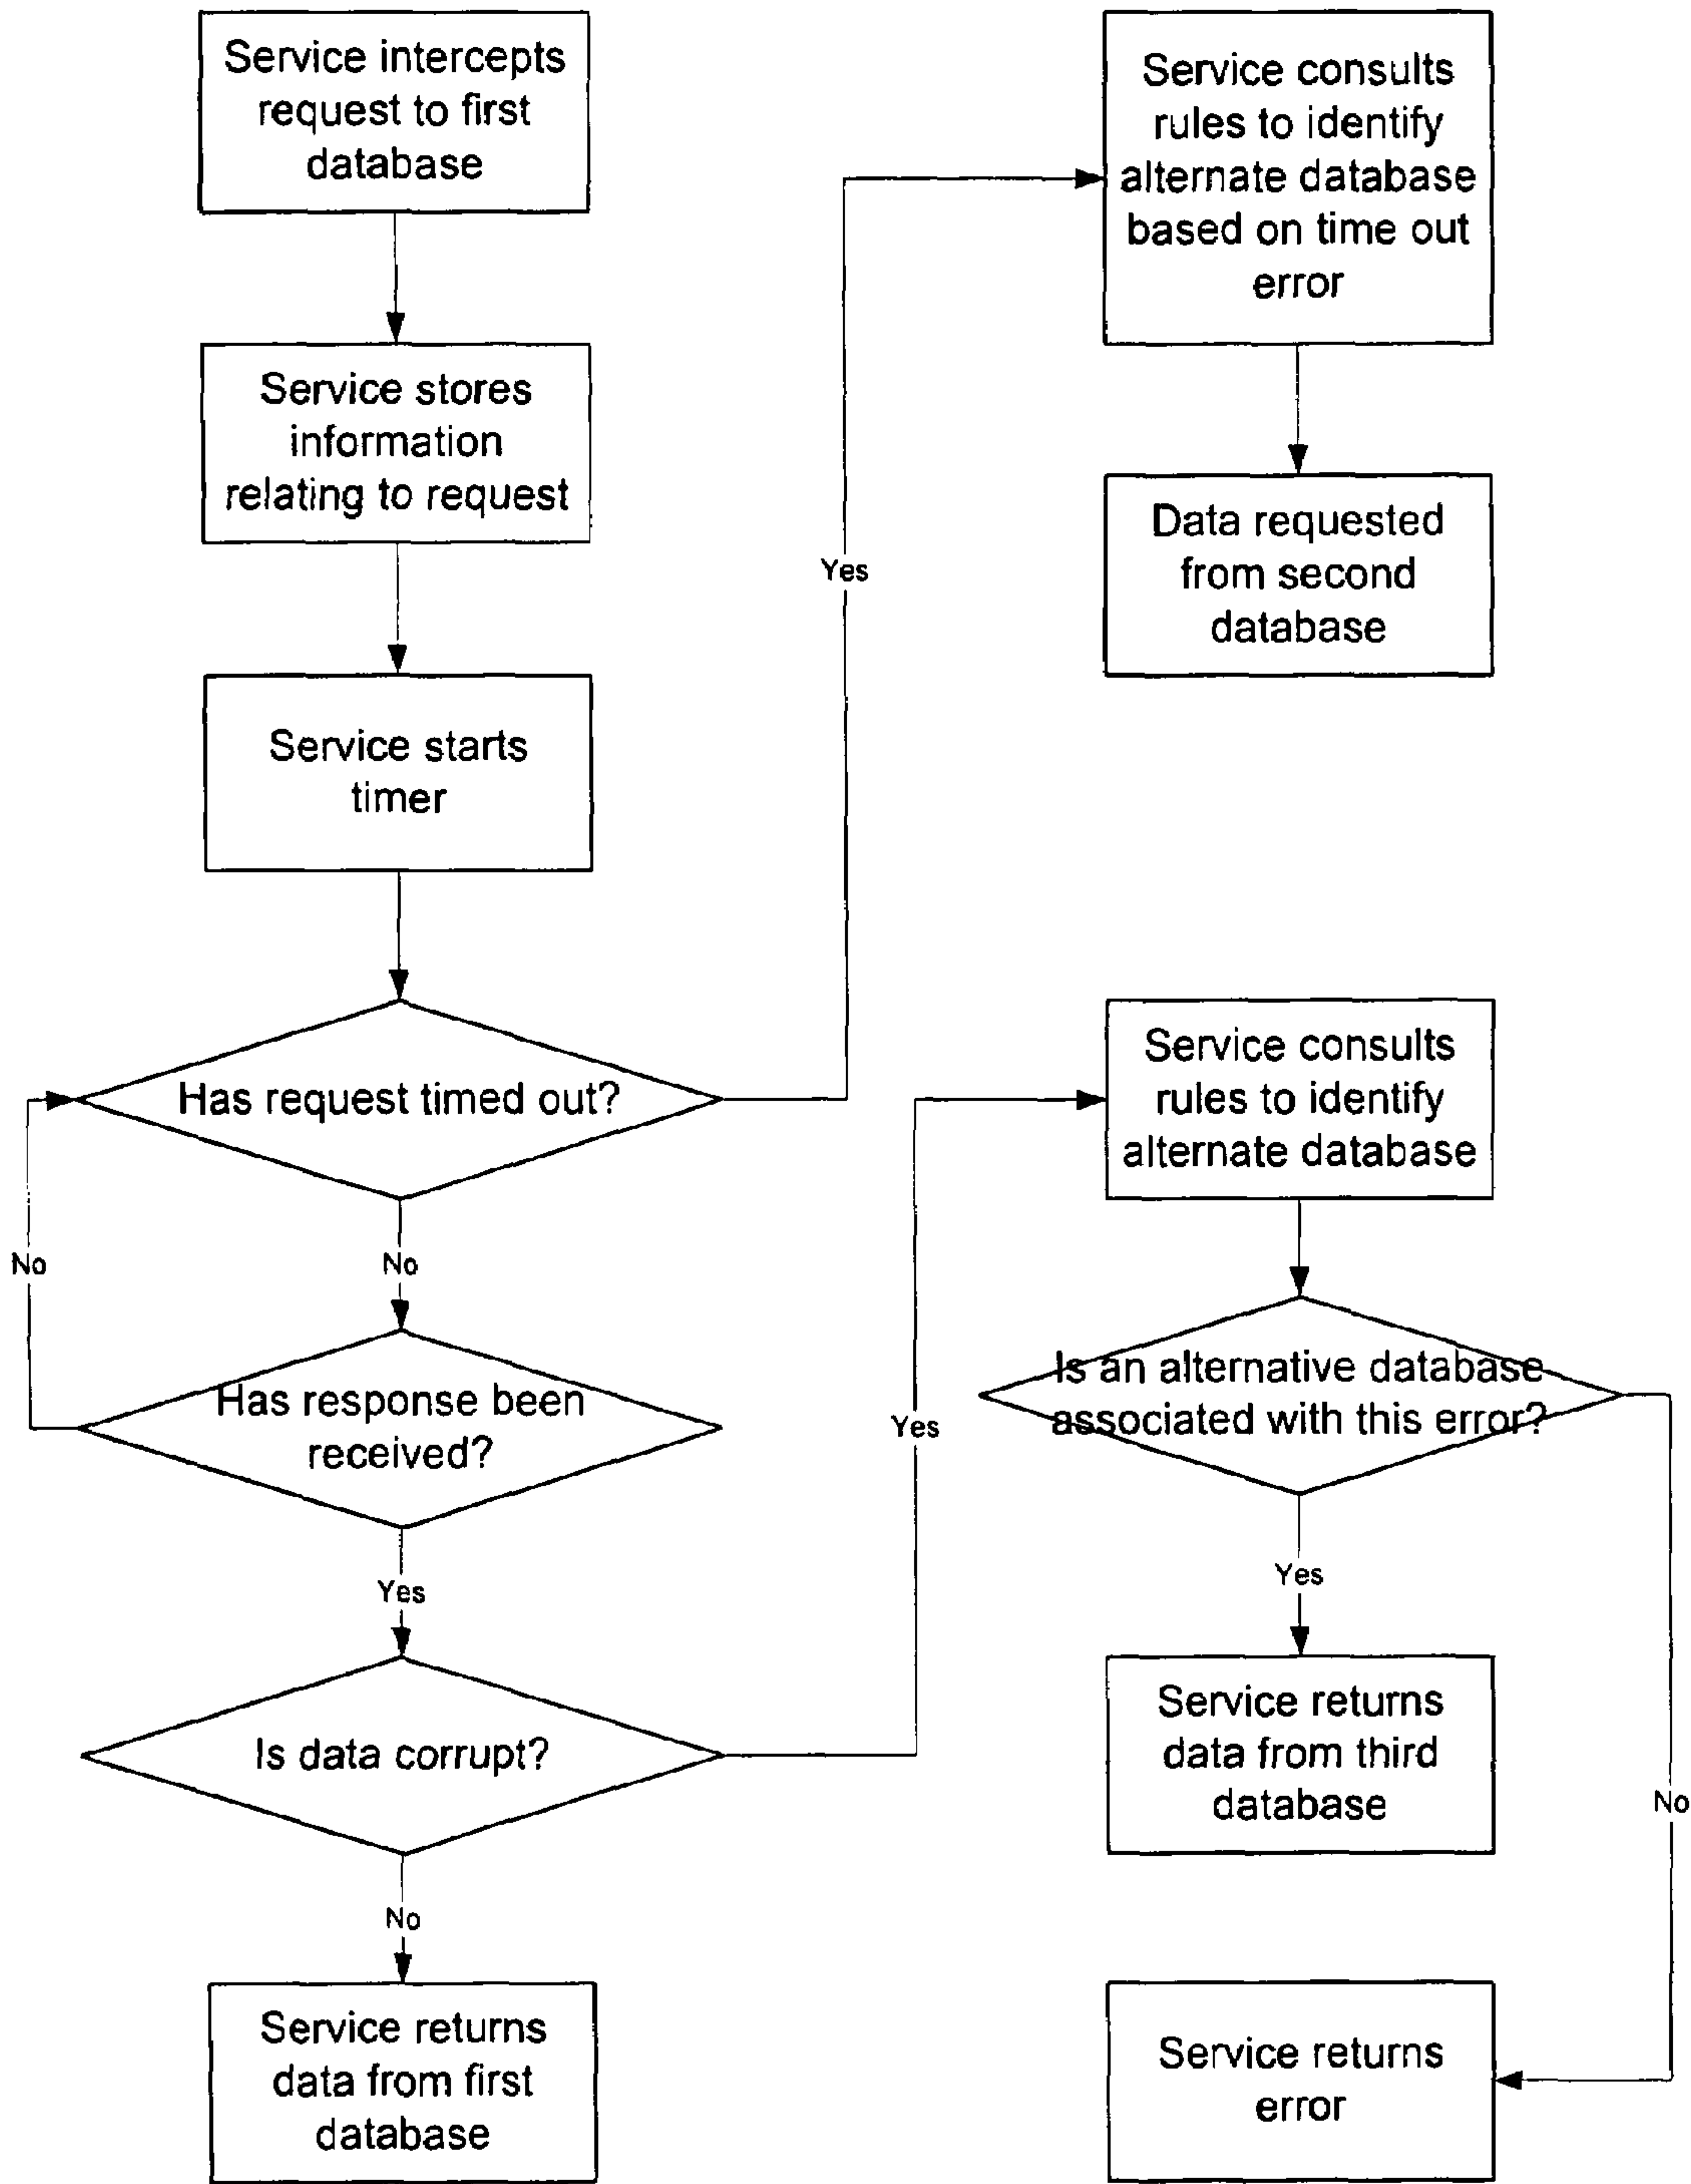 Service intercepts
request to first
database
Service stores
information
relating to request
Service starts
timer
Has request timed out?
No
No
Has response been
received?
Yes
Is data corrupt?
No
Service returns
data from first
database
Yes
Service consults
rules to identify
alternate database
based on time out
error
Data requested
from second
database
Yes
Service consults
rules to identify
alternate database
Is an alternative database
associated with this error?
Yes
Service returns
data from third
database
No
Service returns
error